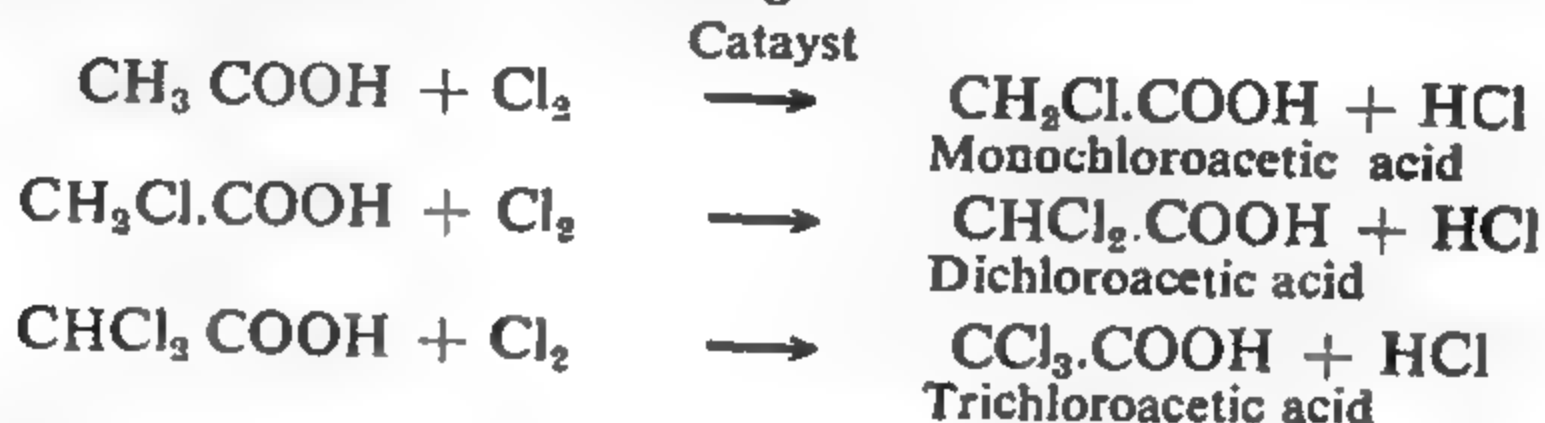 Catayst
CH₃ COOH + Cl₂ → CH₂Cl.COOH + HCl
Monochloroacetic acid
CH₂Cl.COOH + Cl₂ → CHCl₂.COOH + HCl
Dichloroacetic acid
CHCl₂ COOH + Cl₂ → CCl₃.COOH + HCl
Trichloroacetic acid